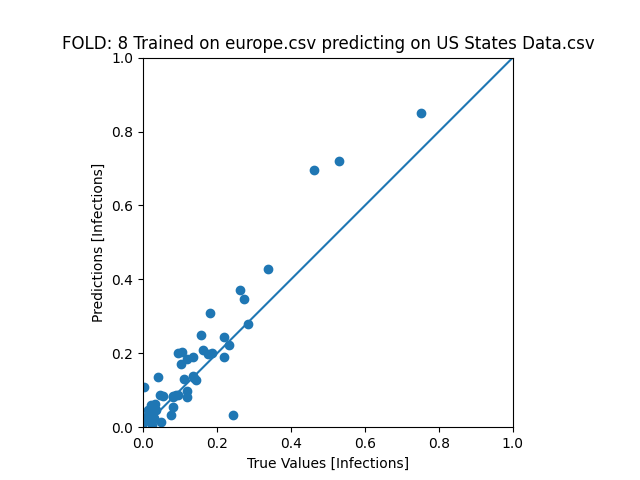 FOLD: 8 Trained on europe.csv predicting on US States Data.csv
1.0
0.8
0.6
0.4
0.2
0.0
Predictions [Infections]
0.0 0.2 0.4 0.6 0.8 1.0
True Values [Infections]